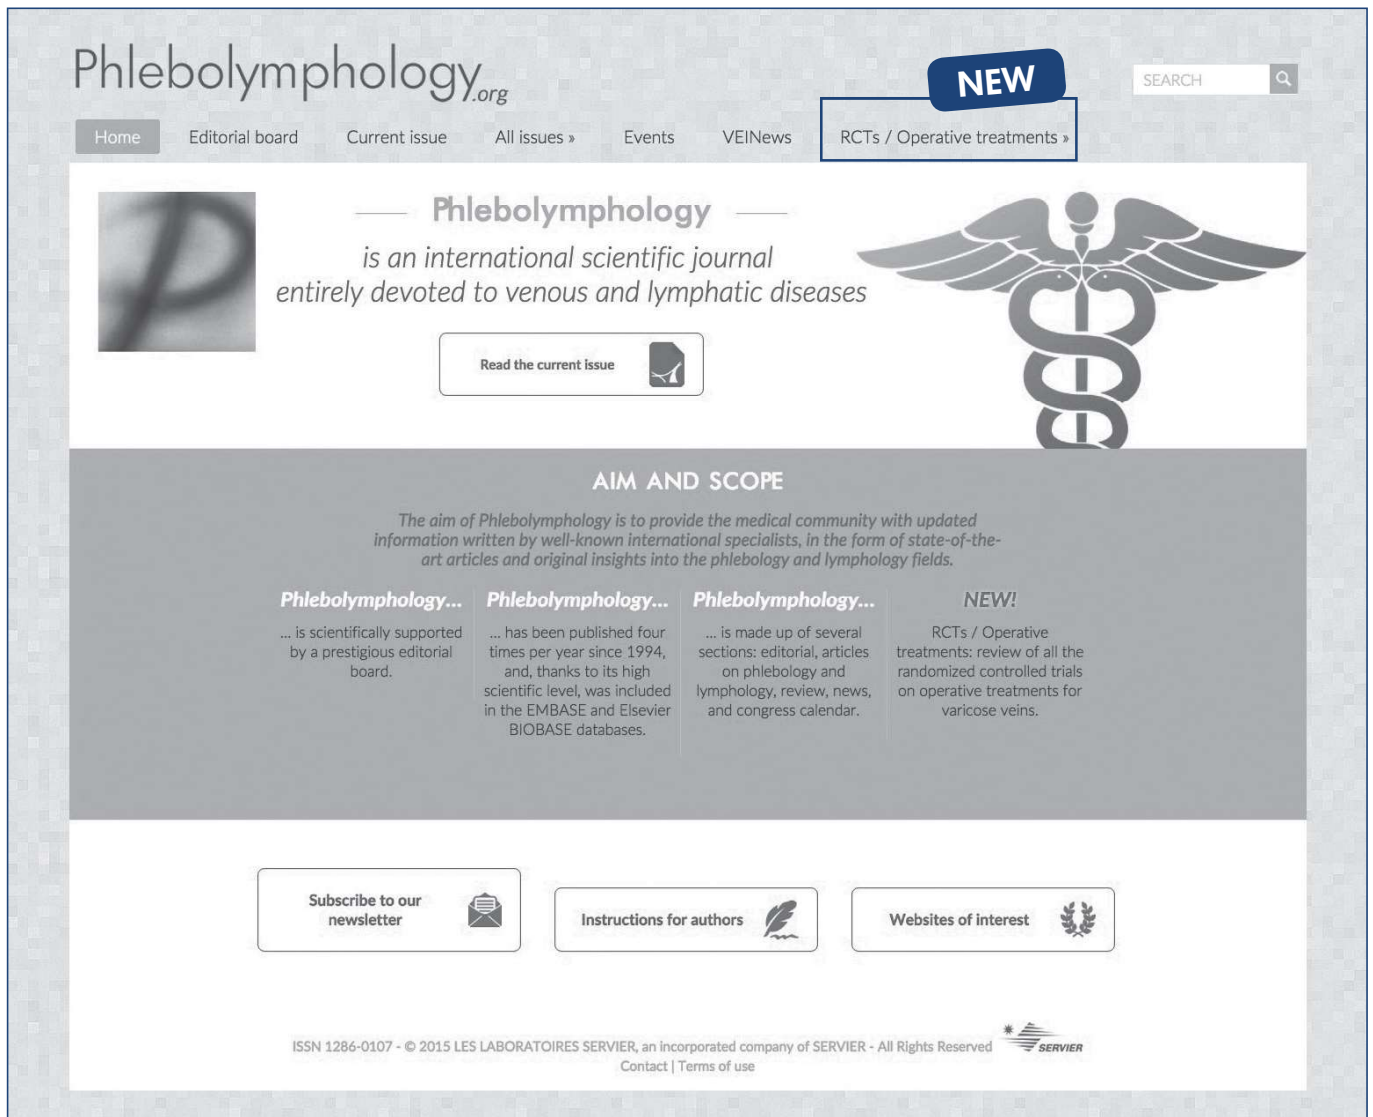 Phlebolymphology.org
NEW
SEARCH
Home
Editorial board
Current issue
All issues »
Events
VEINews
RCTs / Operative treatments »
Phlebolymphology
is an international scientific journal
entirely devoted to venous and lymphatic diseases
Read the current issue
AIM AND SCOPE
The aim of Phlebolymphology is to provide the medical community with updated
information written by well-known international specialists, in the form of state-of-the-
art articles and original insights into the phlebology and lymphology fields.
Phlebolymphology...
... is scientifically supported
by a prestigious editorial
board.
Phlebolymphology...
... has been published four
times per year since 1994,
and, thanks to its high
scientific level, was included
in the EMBASE and Elsevier
BIOBASE databases.
Phlebolymphology...
... is made up of several
sections: editorial, articles
on phlebology and
lymphology, review, news,
and congress calendar.
NEW!
RCTs / Operative
treatments: review of all the
randomized controlled trials
on operative treatments for
varicose veins.
Subscribe to our
newsletter
Instructions for authors
Websites of interest
ISSN 1286-0107 - © 2015 LES LABORATOIRES SERVIER, an incorporated company of SERVIER - All Rights Reserved
SERVIER
Contact | Terms of use